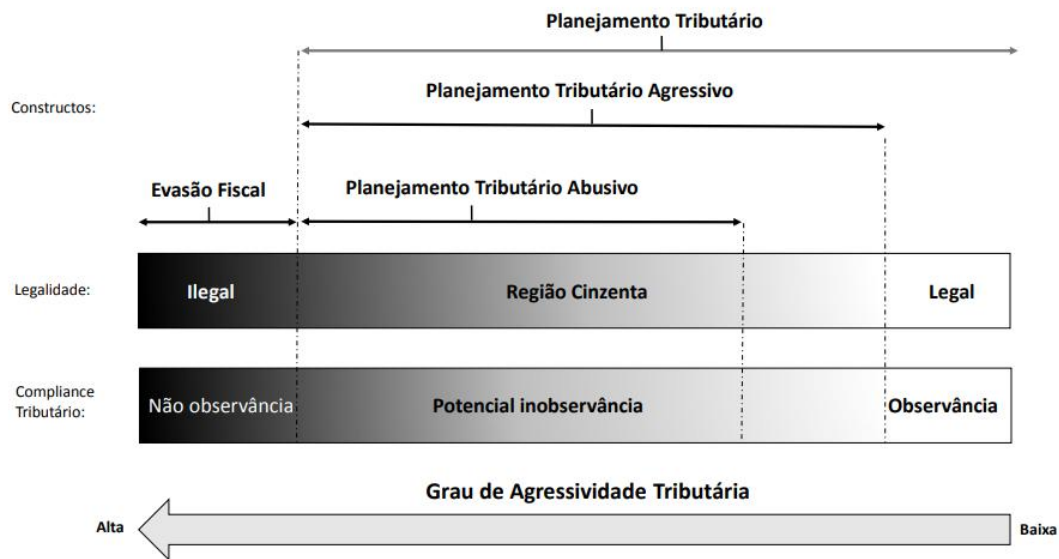 Planejamento Tributário
Constructos:
Planejamento Tributário Agressivo
Evasão Fiscal
Planejamento Tributário Abusivo
Legalidade:
Ilegal
Região Cinzenta
Legal
Compliance
Tributário:
Não observância
Potencial inobservância
Observância
Grau de Agressividade Tributária
Alta
Baixa